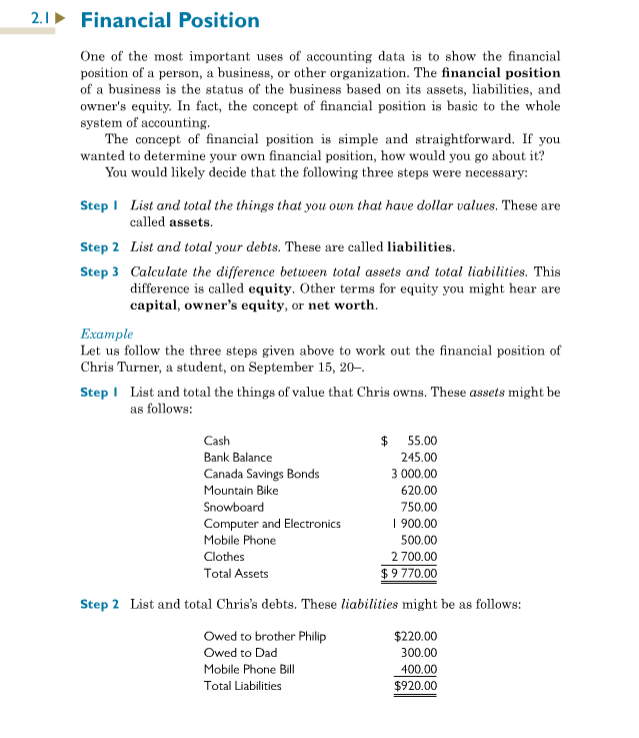 2.1 ▶ Financial Position
One of the most important uses of accounting data is to show the financial
position of a person, a business, or other organization. The financial position
of a business is the status of the business based on its assets, liabilities, and
owner's equity. In fact, the concept of financial position is basic to the whole
system of accounting.
The concept of financial position is simple and straightforward. If you
wanted to determine your own financial position, how would you go about it?
You would likely decide that the following three steps were necessary:
Step 1 List and total the things that you own that have dollar values. These are
called assets.
Step 2 List and total your debts. These are called liabilities.
Step 3 Calculate the difference between total assets and total liabilities. This
difference is called equity. Other terms for equity you might hear are
capital, owner's equity, or net worth.
Example
Let us follow the three steps given above to work out the financial position of
Chris Turner, a student, on September 15, 20–.
Step 1 List and total the things of value that Chris owns. These assets might be
as follows:
Cash $ 55.00
Bank Balance 245.00
Canada Savings Bonds 3 000.00
Mountain Bike 620.00
Snowboard 750.00
Computer and Electronics 1 900.00
Mobile Phone 500.00
Clothes 2 700.00
Total Assets $ 9 770.00
Step 2 List and total Chris's debts. These liabilities might be as follows:
Owed to brother Philip $220.00
Owed to Dad 300.00
Mobile Phone Bill 400.00
Total Liabilities $920.00